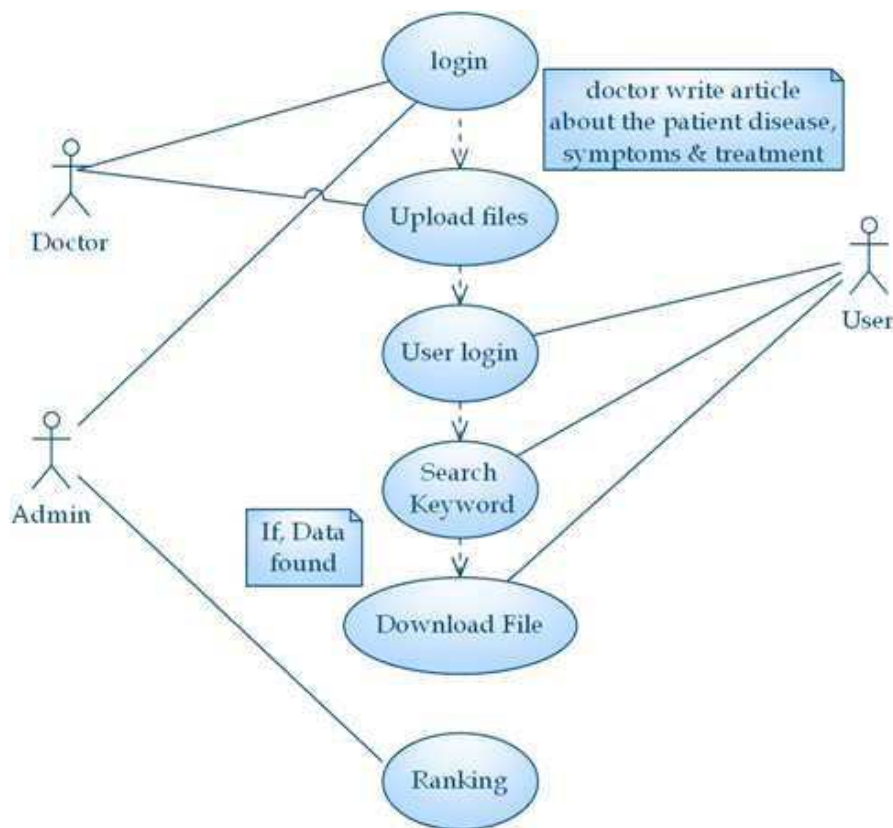 login
doctor write article
about the patient disease,
symptoms & treatment
Doctor
Upload files
User
User login
Admin
Search
Keyword
If, Data
found
Download File
Ranking